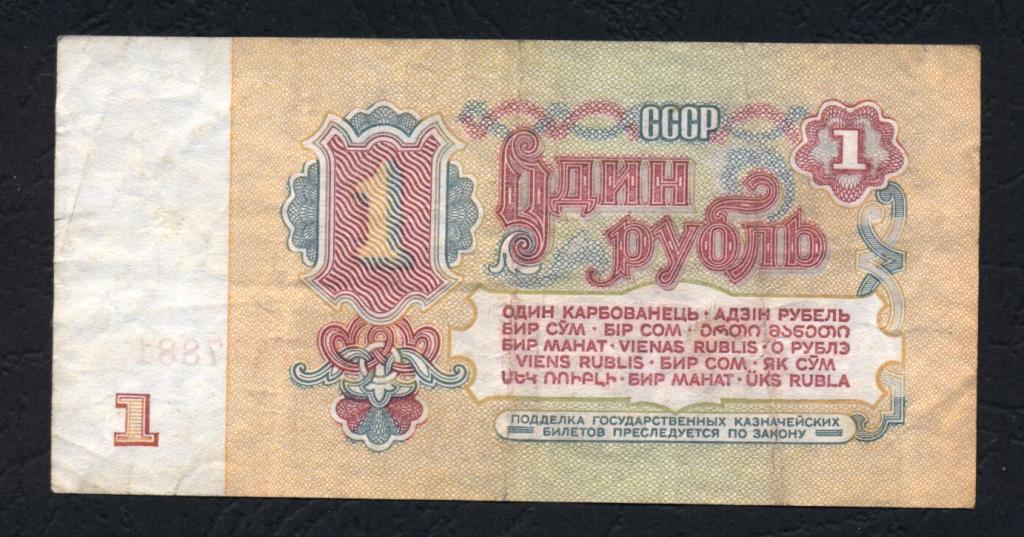 СССР
1
1
Один
рубль
ОДИН КАРБОВАНЕЦЬ · АДЗІН РУБЕЛЬ
БИР СЎМ · БІР СОМ · ᲔᲠᲗᲘ ᲛᲐᲜᲔᲗᲘ
БИР МАНАТ · VIENAS RUBLIS · О РУБЛЭ
VIENS RUBLIS · БИР СОМ · ЯК СЎМ
ՄԵԿ ՌՈՒԲԼԻ · БИР МАНАТ · ÜKS RUBLA
1
ПОДДЕЛКА ГОСУДАРСТВЕННЫХ КАЗНАЧЕЙСКИХ
БИЛЕТОВ ПРЕСЛЕДУЕТСЯ ПО ЗАКОНУ